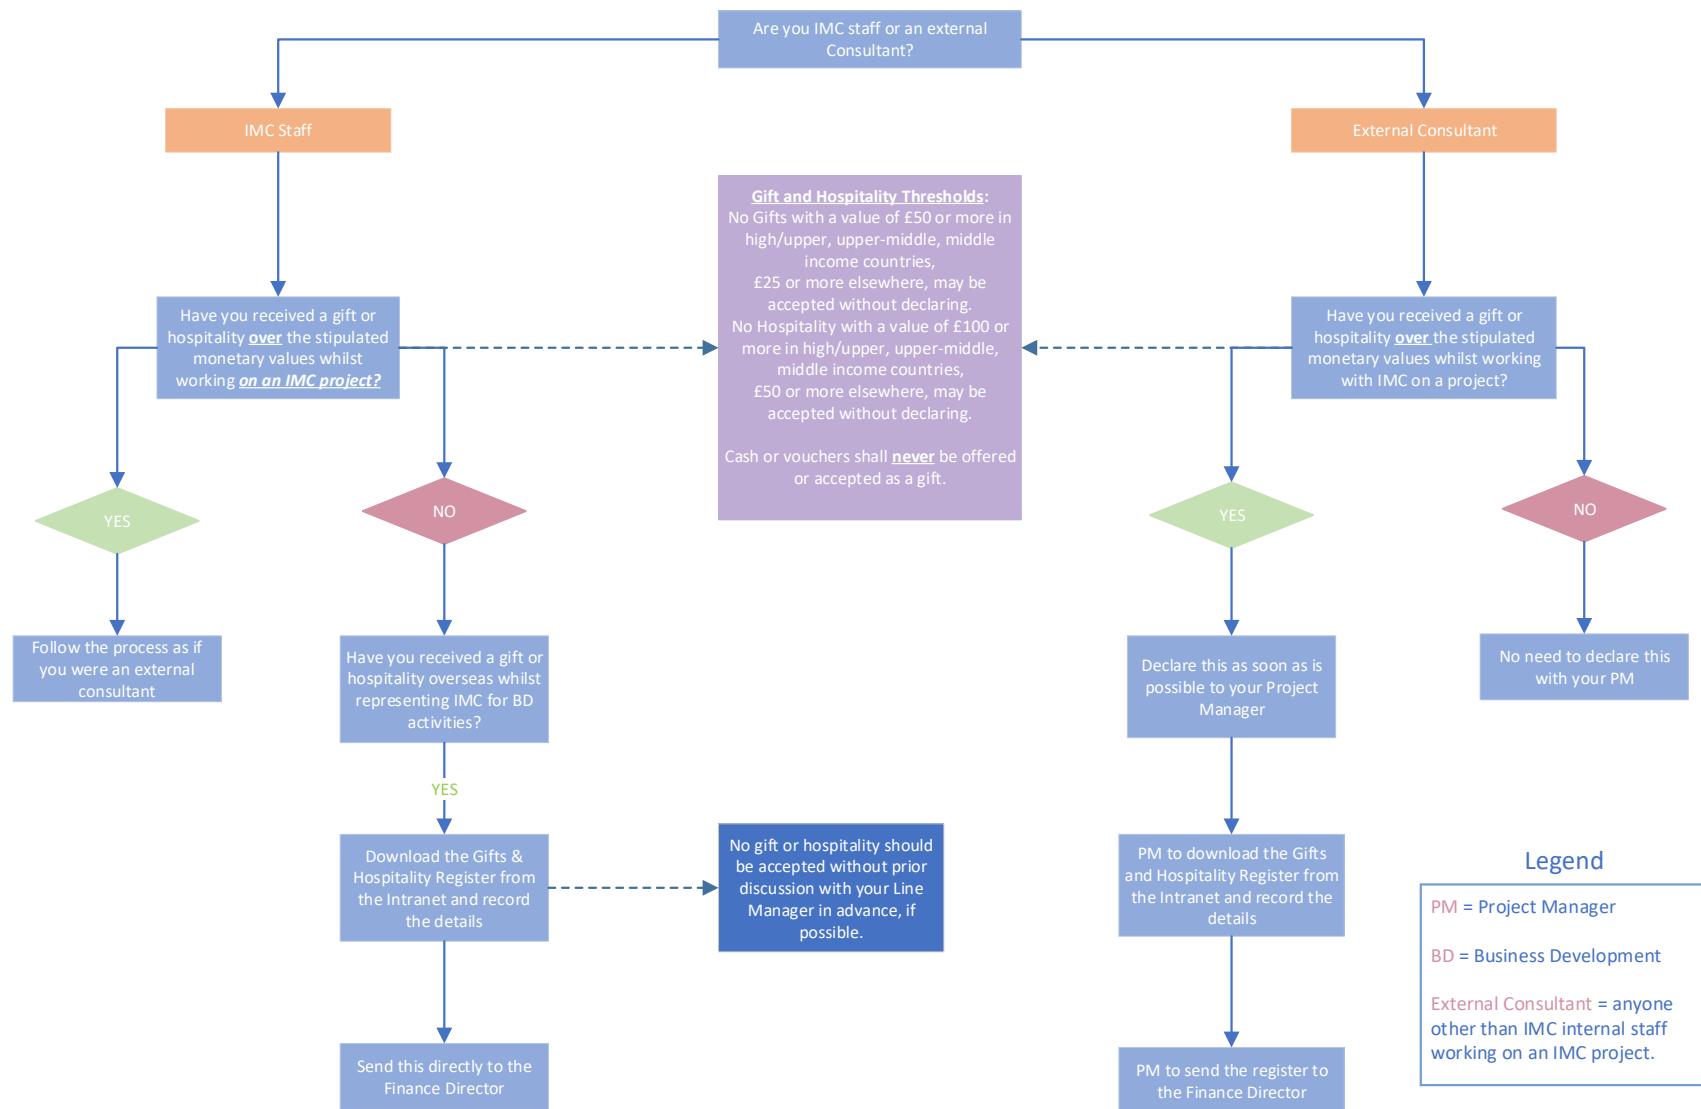 Are you IMC staff or an external
Consultant?
IMC Staff
External Consultant
Gift and Hospitality Thresholds:
No Gifts with a value of £50 or more in
high/upper, upper-middle, middle
income countries,
£25 or more elsewhere, may be
accepted without declaring.
No Hospitality with a value of £100 or
more in high/upper, upper-middle,
middle income countries,
£50 or more elsewhere, may be
accepted without declaring.
Cash or vouchers shall never be offered
or accepted as a gift.
Have you received a gift or
hospitality over the stipulated
monetary values whilst
working on an IMC project?
Have you received a gift or
hospitality over the stipulated
monetary values whilst working
with IMC on a project?
YES
NO
YES
NO
Follow the process as if
you were an external
consultant
Have you received a gift or
hospitality overseas whilst
representing IMC for BD
activities?
Declare this as soon as is
possible to your Project
Manager
No need to declare this
with your PM
YES
Download the Gifts &
Hospitality Register from
the Intranet and record
the details
No gift or hospitality should
be accepted without prior
discussion with your Line
Manager in advance, if
possible.
PM to download the Gifts
and Hospitality Register from
the Intranet and record the
details
Send this directly to the
Finance Director
PM to send the register to
the Finance Director
Legend
PM = Project Manager
BD = Business Development
External Consultant = anyone
other than IMC internal staff
working on an IMC project.